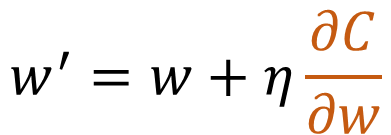 w′ = w + η ∂C/∂w